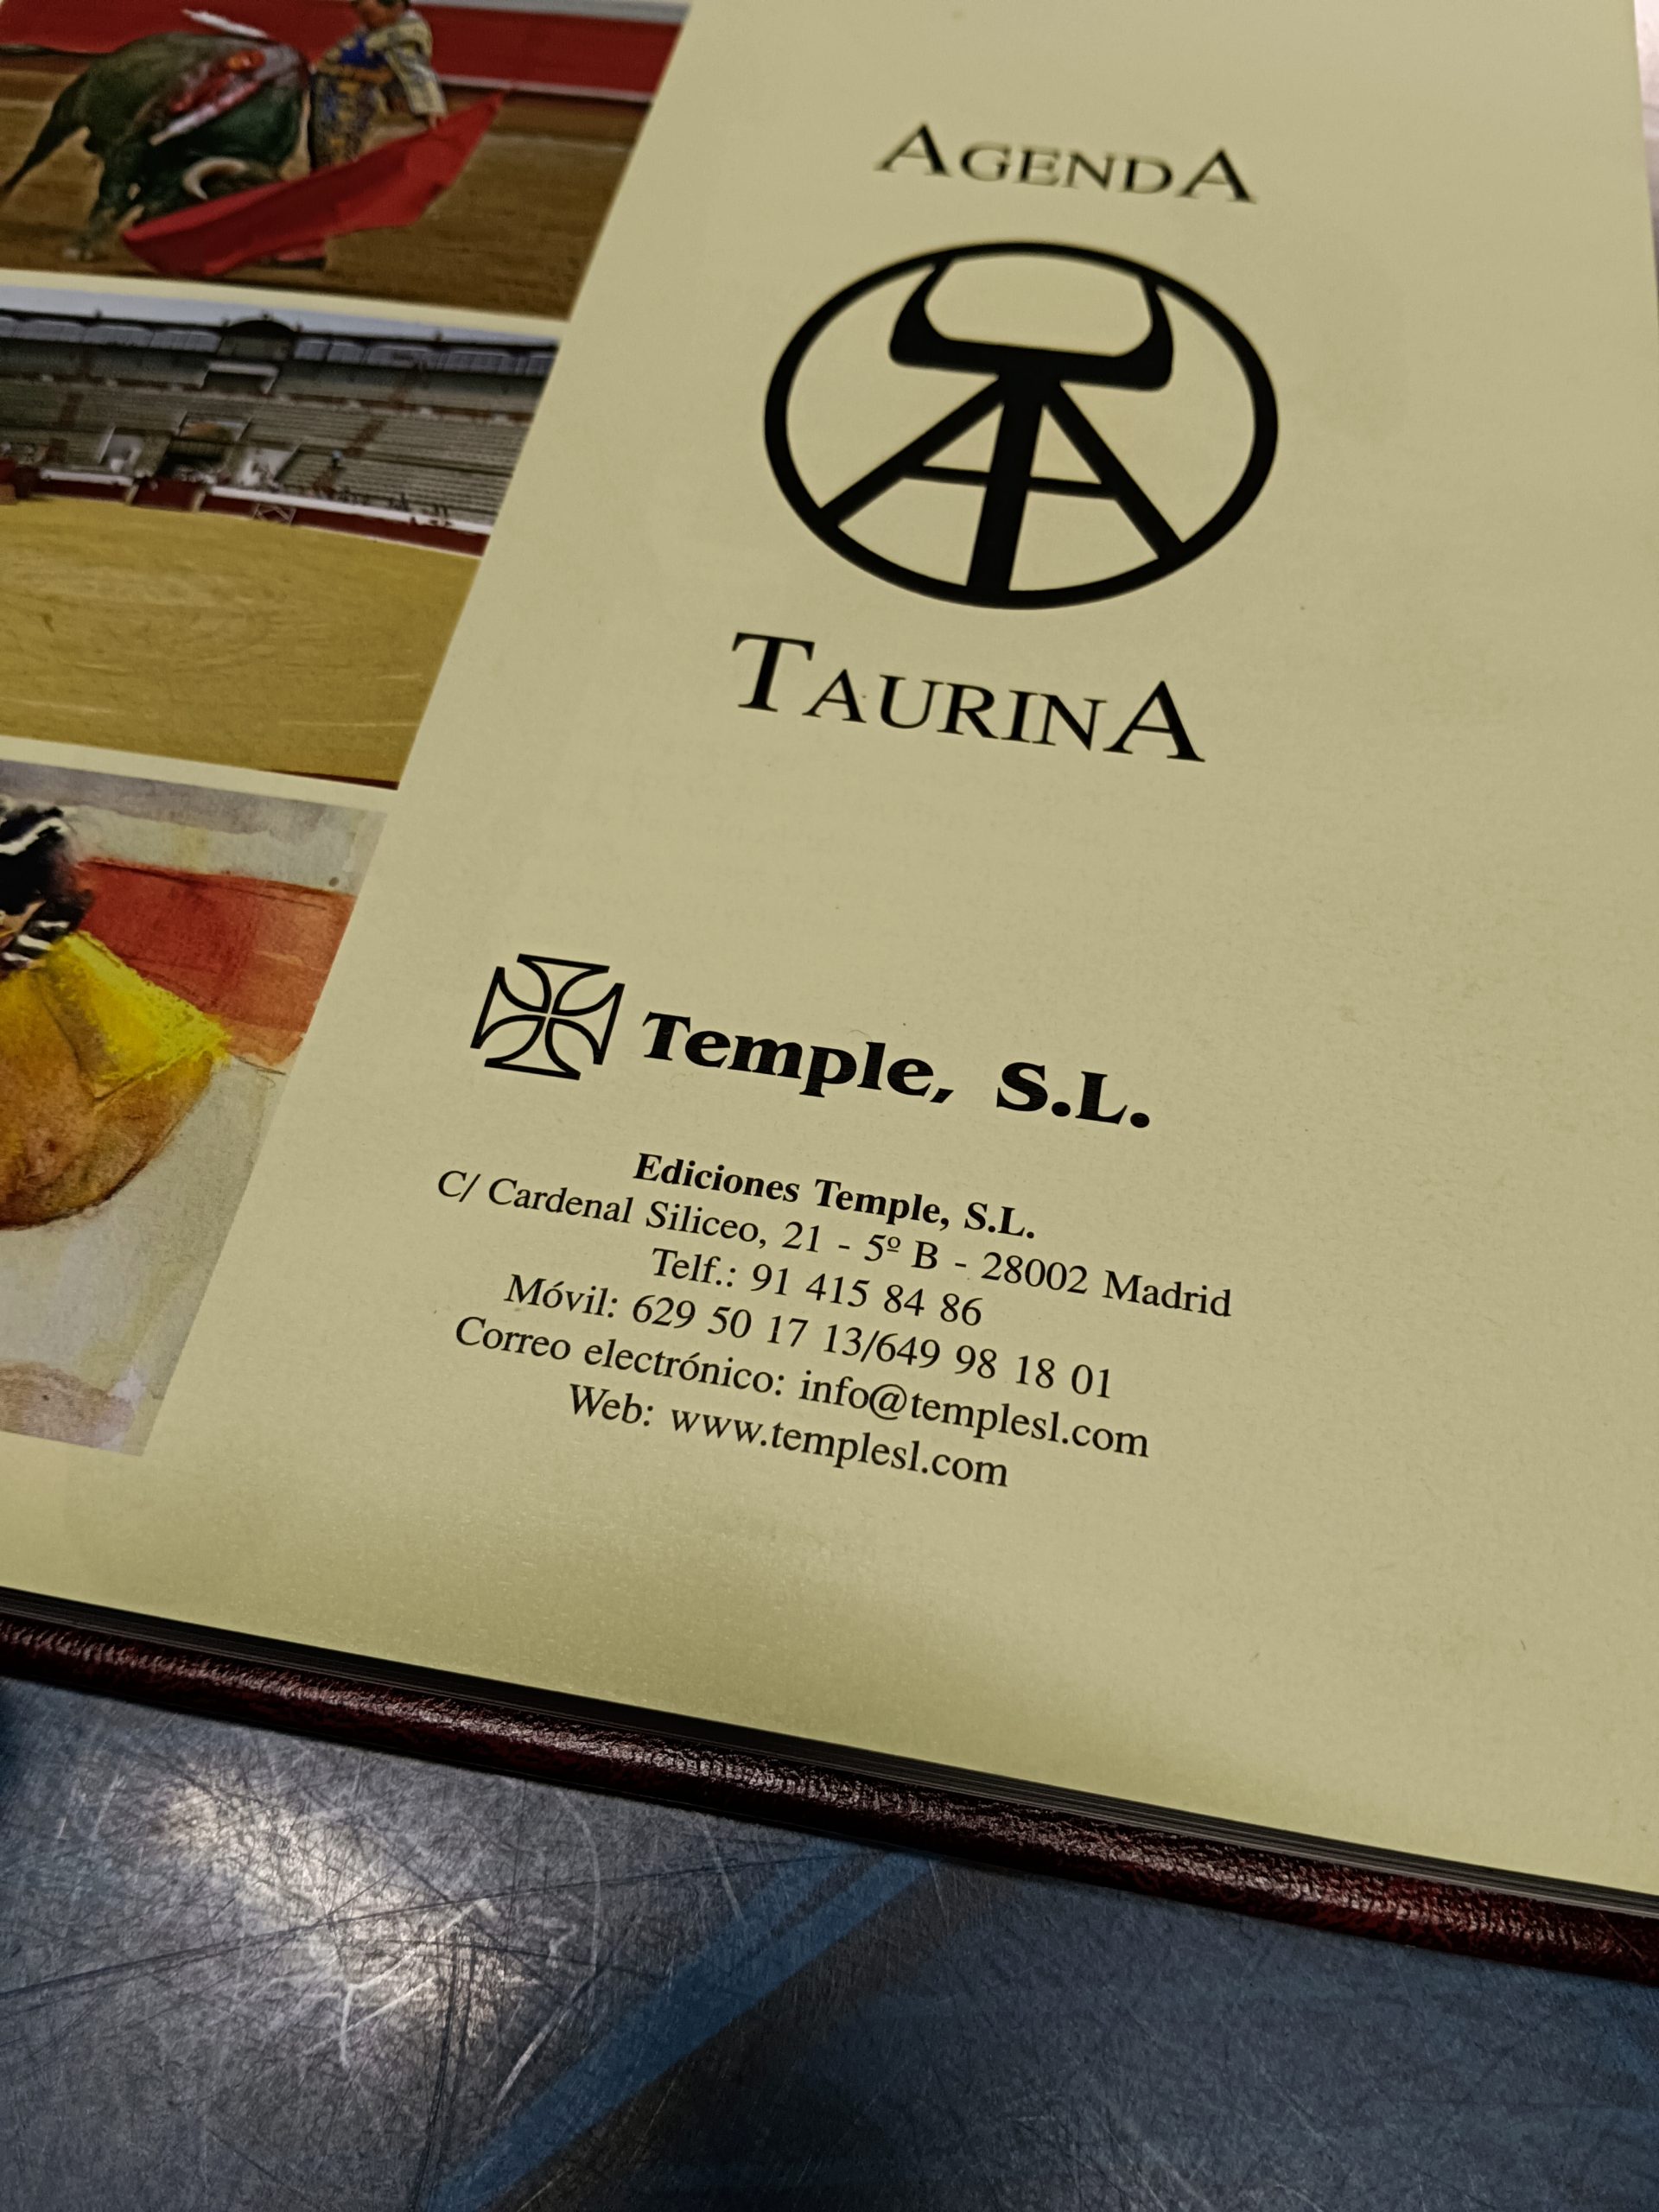 AGENDA
TA
TAURINA
Temple, S.L.
Ediciones Temple, S.L.
C/ Cardenal Siliceo, 21 - 5º B - 28002 Madrid
Telf.: 91 415 84 86
Móvil: 629 50 17 13/649 98 18 01
Correo electrónico: info@templesl.com
Web: www.templesl.com